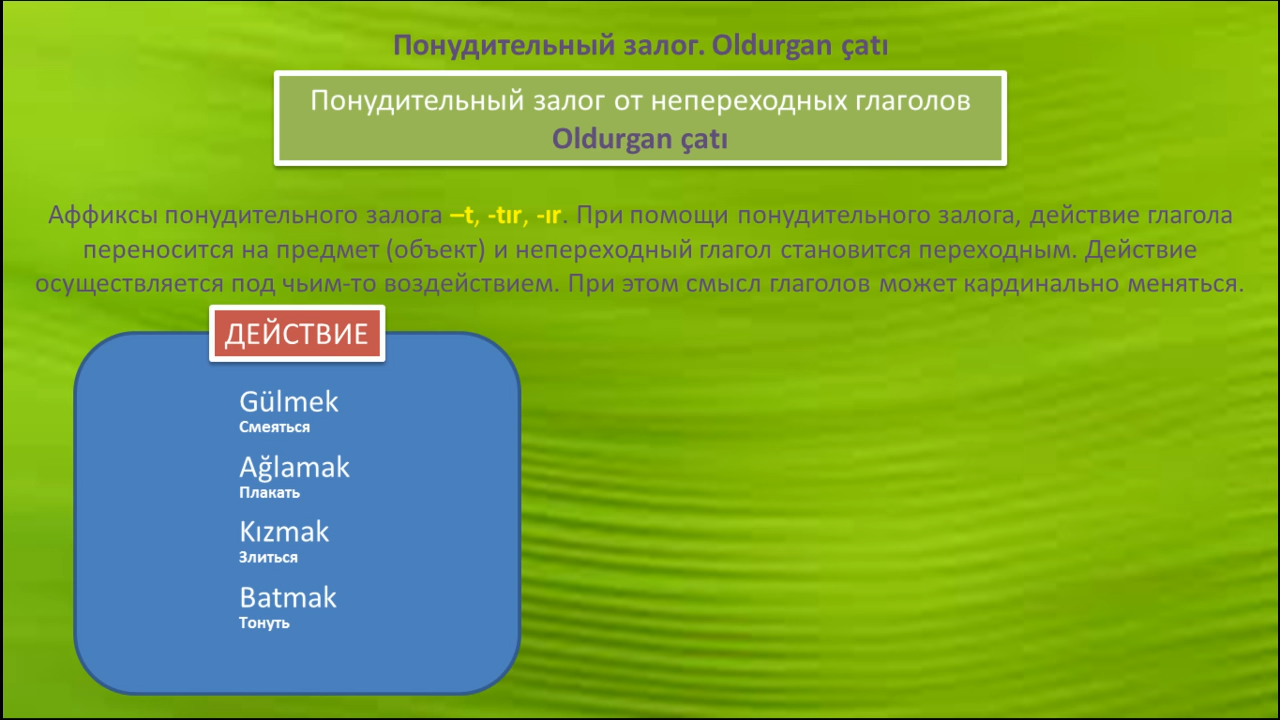 Понудительный залог. Oldurgan çatı
Понудительный залог от непереходных глаголов
Oldurgan çatı
Аффиксы понудительного залога –t, -tır, -ır. При помощи понудительного залога, действие глагола
переносится на предмет (объект) и непереходный глагол становится переходным. Действие
осуществляется под чьим-то воздействием. При этом смысл глаголов может кардинально меняться.
ДЕЙСТВИЕ
Gülmek
Смеяться
Ağlamak
Плакать
Kızmak
Злиться
Batmak
Тонуть